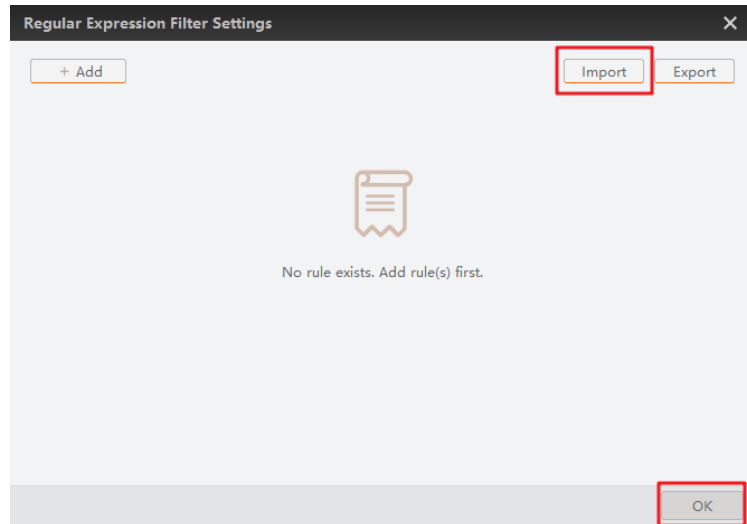 Regular Expression Filter Settings
+ Add
Import
Export
No rule exists. Add rule(s) first.
OK